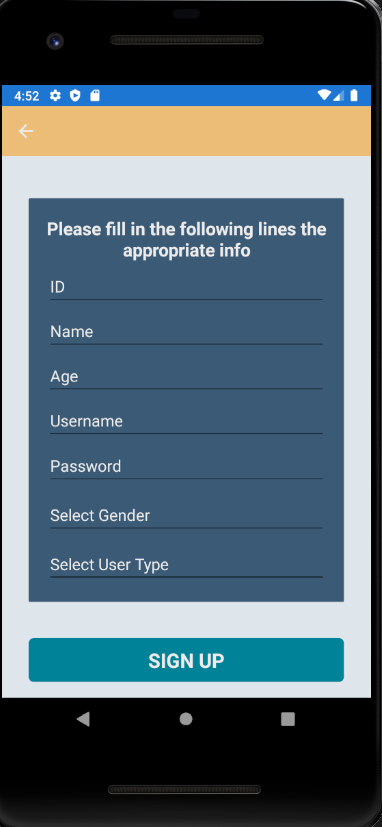 4:52
Please fill in the following lines the
appropriate info
ID
Name
Age
Username
Password
Select Gender
Select User Type
SIGN UP